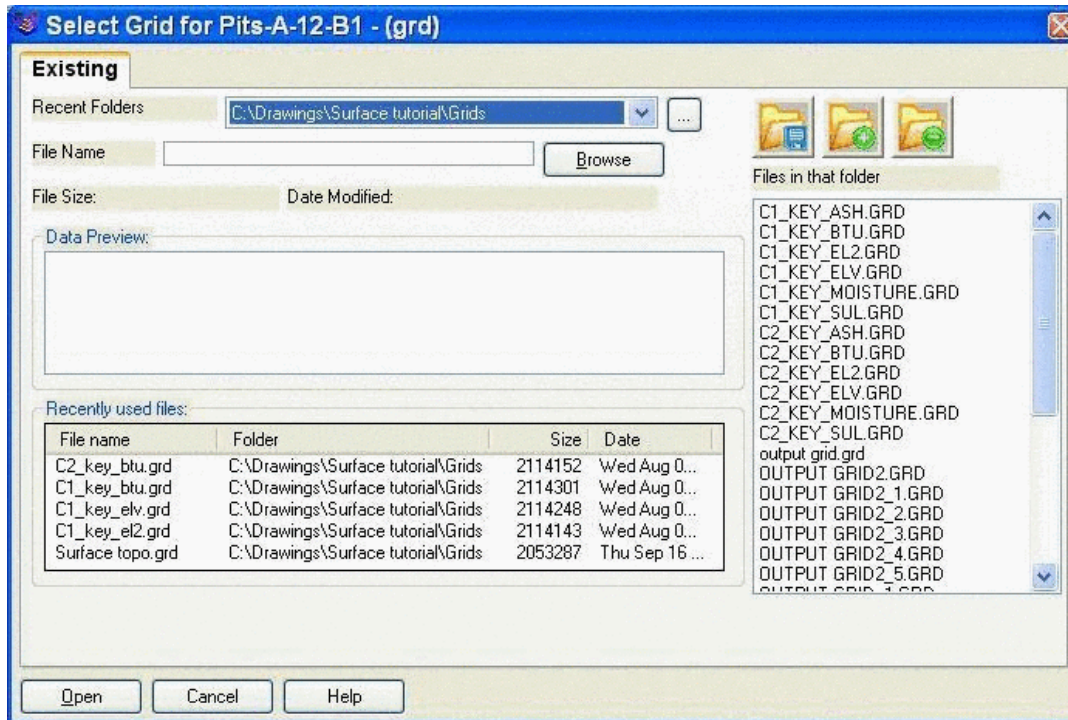 Select Grid for Pits-A-12-B1 - (grd)
Existing
Recent Folders
C:\Drawings\Surface tutorial\Grids
...
File Name
Browse
File Size:
Date Modified:
Data Preview:
Recently used files:
File name Folder Size Date
C2_key_btu.grd C:\Drawings\Surface tutorial\Grids 2114152 Wed Aug 0...
C1_key_btu.grd C:\Drawings\Surface tutorial\Grids 2114301 Wed Aug 0...
C1_key_elv.grd C:\Drawings\Surface tutorial\Grids 2114248 Wed Aug 0...
C1_key_el2.grd C:\Drawings\Surface tutorial\Grids 2114143 Wed Aug 0...
Surface topo.grd C:\Drawings\Surface tutorial\Grids 2053287 Thu Sep 16 ...
Files in that folder
C1_KEY_ASH.GRD
C1_KEY_BTU.GRD
C1_KEY_EL2.GRD
C1_KEY_ELV.GRD
C1_KEY_MOISTURE.GRD
C1_KEY_SUL.GRD
C2_KEY_ASH.GRD
C2_KEY_BTU.GRD
C2_KEY_EL2.GRD
C2_KEY_ELV.GRD
C2_KEY_MOISTURE.GRD
C2_KEY_SUL.GRD
output grid.grd
OUTPUT GRID2.GRD
OUTPUT GRID2_1.GRD
OUTPUT GRID2_2.GRD
OUTPUT GRID2_3.GRD
OUTPUT GRID2_4.GRD
OUTPUT GRID2_5.GRD
OUTPUT GRID_1.GRD
Open
Cancel
Help